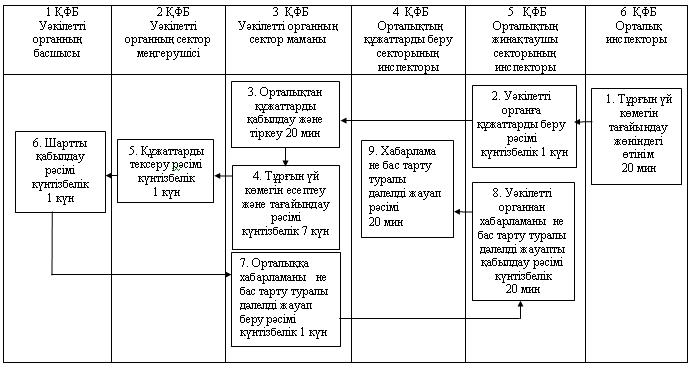 1 ҚФБ
Уәкілетті
органның
басшысы
2 ҚФБ
Уәкілетті
органның сектор
меңгерушісі
3 ҚФБ
Уәкілетті органның
сектор маманы
4 ҚФБ
Орталықтың
құжаттарды беру
секторының
инспекторы
5 ҚФБ
Орталықтың
жинақтаушы
секторының
инспекторы
6 ҚФБ
Орталық
инспекторы
1. Тұрғын үй
көмегін
тағайындау
жөніндегі
өтінім
20 мин
2. Уәкілетті
органға
құжаттарды беру
рәсімі
күнтізбелік 1 күн
3. Орталықтан
құжаттарды
қабылдау және
тіркеу 20 мин
4. Тұрғын үй
көмегін есептеу
және тағайындау
рәсімі
күнтізбелік 7 күн
5. Құжаттарды
тексеру рәсімі
күнтізбелік
1 күн
6. Шартты
қабылдау
рәсімі
күнтізбелік
1 күн
7. Орталыққа
хабарламаны не
бас тарту туралы
дәлелді жауап
беру рәсімі
күнтізбелік 1 күн
8. Уәкілетті
органнан
хабарламаны не
бас тарту туралы
дәлелді жауапты
қабылдау рәсімі
күнтізбелік
20 мин
9. Хабарлама
не бас тарту
туралы
дәлелді жауап
рәсімі
20 мин